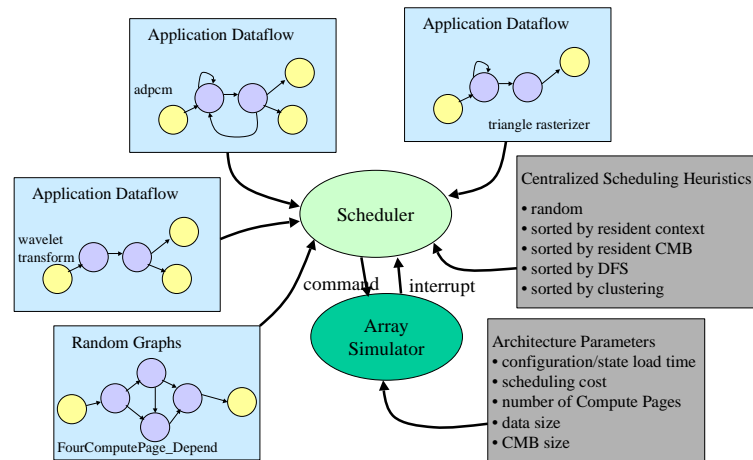 Application Dataflow
adpcm
Application Dataflow
triangle rasterizer
Application Dataflow
wavelet
transform
Scheduler
Centralized Scheduling Heuristics
• random
• sorted by resident context
• sorted by resident CMB
• sorted by DFS
• sorted by clustering
command
interrupt
Array
Simulator
Random Graphs
FourComputePage_Depend
Architecture Parameters
• configuration/state load time
• scheduling cost
• number of Compute Pages
• data size
• CMB size